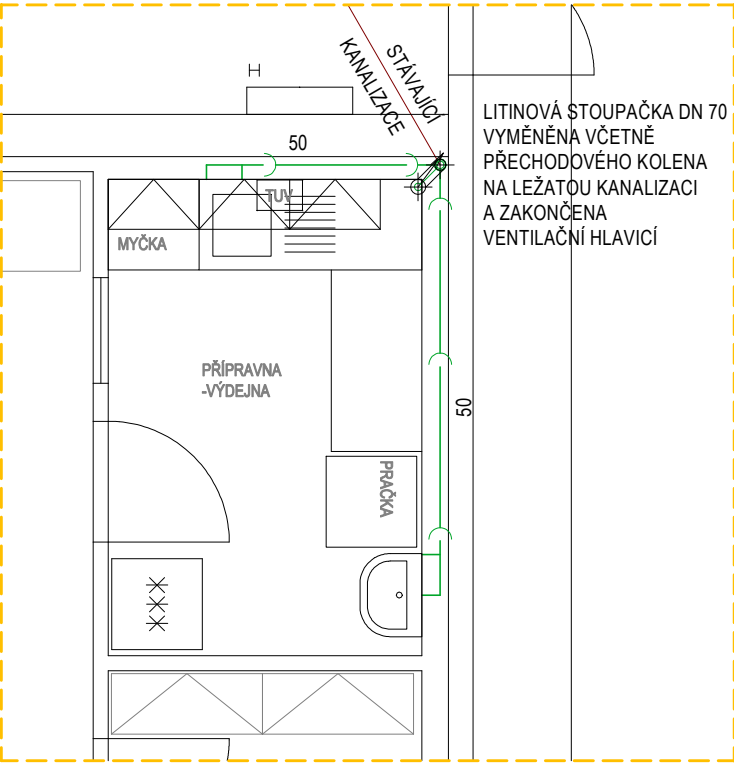 STÁVAJÍCÍ
KANALIZACE
H
50
LITINOVÁ STOUPAČKA DN 70
VYMĚNĚNA VČETNĚ
PŘECHODOVÉHO KOLENA
NA LEŽATOU KANALIZACI
A ZAKONČENA
VENTILAČNÍ HLAVICÍ
TUV
MYČKA
PŘÍPRAVNA
-VÝDEJNA
50
PRAČKA